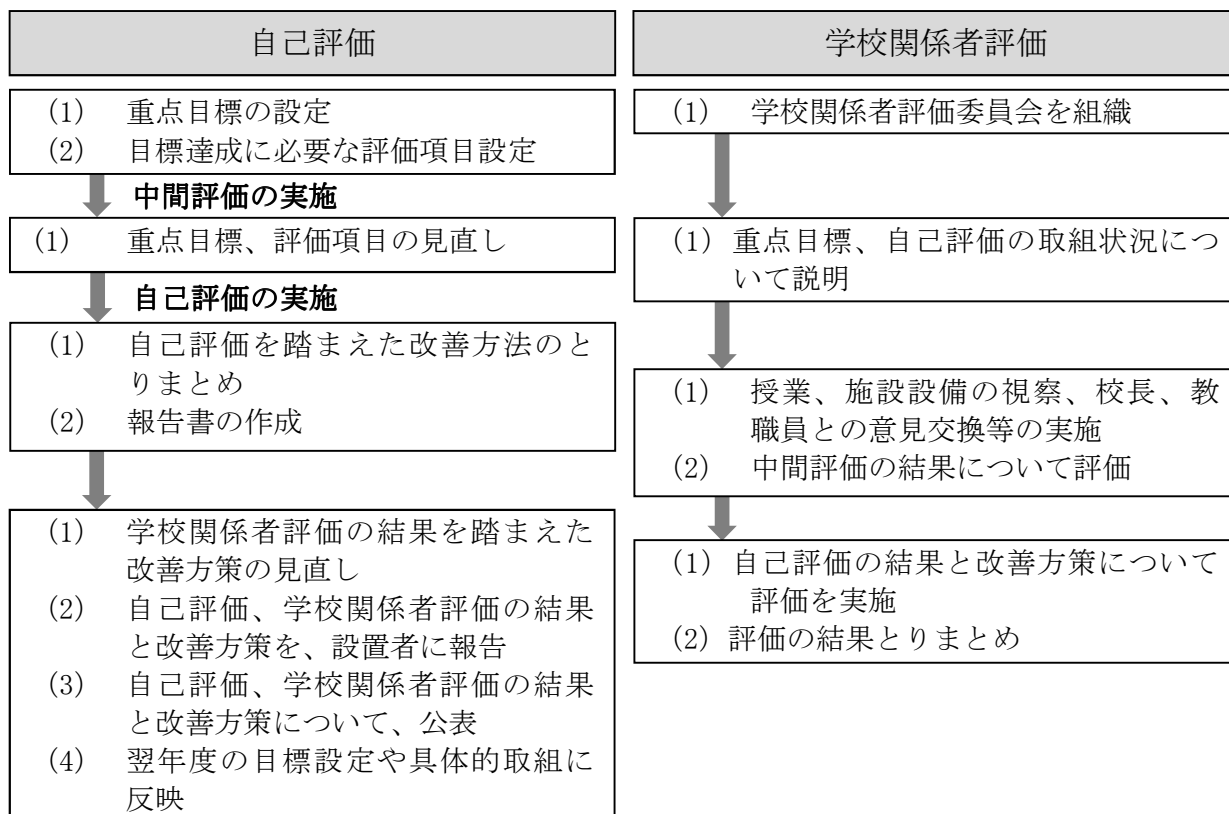 自己評価
(1) 重点目標の設定
(2) 目標達成に必要な評価項目設定
中間評価の実施
(1) 重点目標、評価項目の見直し
自己評価の実施
(1) 自己評価を踏まえた改善方法のと
りまとめ
(2) 報告書の作成
(1) 学校関係者評価の結果を踏まえた
改善方策の見直し
(2) 自己評価、学校関係者評価の結果
と改善方策を、設置者に報告
(3) 自己評価、学校関係者評価の結果
と改善方策について、公表
(4) 翌年度の目標設定や具体的取組に
反映
学校関係者評価
(1) 学校関係者評価委員会を組織
(1) 重点目標、自己評価の取組状況につ
いて説明
(1) 授業、施設設備の視察、校長、教
職員との意見交換等の実施
(2) 中間評価の結果について評価
(1) 自己評価の結果と改善方策について
評価を実施
(2) 評価の結果とりまとめ